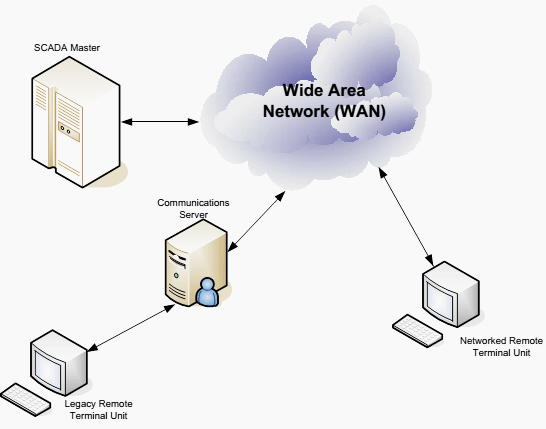 SCADA Master
Wide Area
Network (WAN)
Communications
Server
Networked Remote
Terminal Unit
Legacy Remote
Terminal Unit